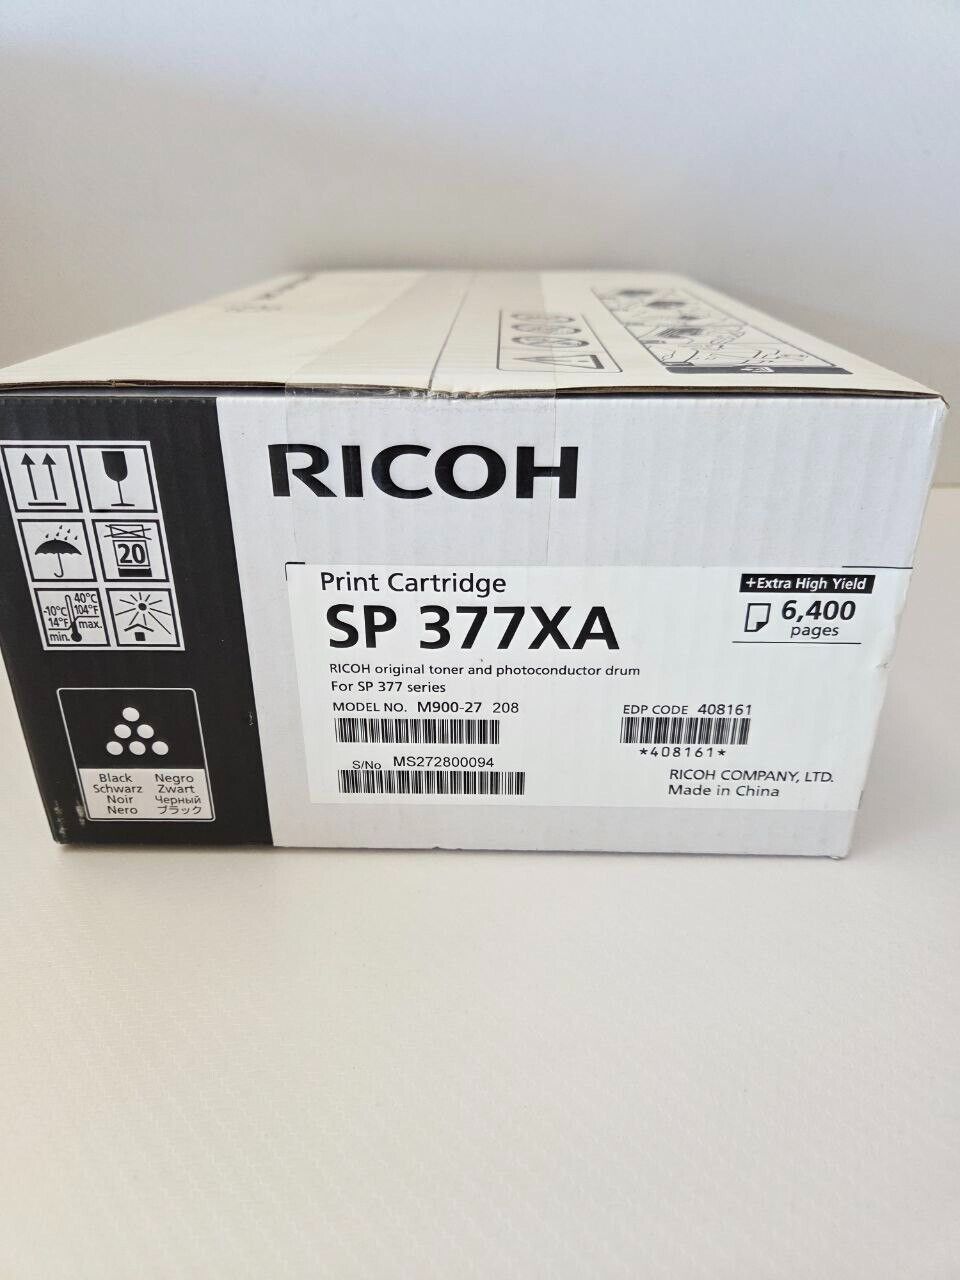 RICOH
20
-10°C
14°F
min.
40°C
104°F
max.
Print Cartridge
SP 377XA
+Extra High Yield
6,400
pages
RICOH original toner and photoconductor drum
For SP 377 series
MODEL NO. M900-27 208
EDP CODE 408161
*408161*
S/No MS272800094
RICOH COMPANY, LTD.
Made in China
Black Negro
Schwarz Zwart
Noir Черный
Nero ブラック